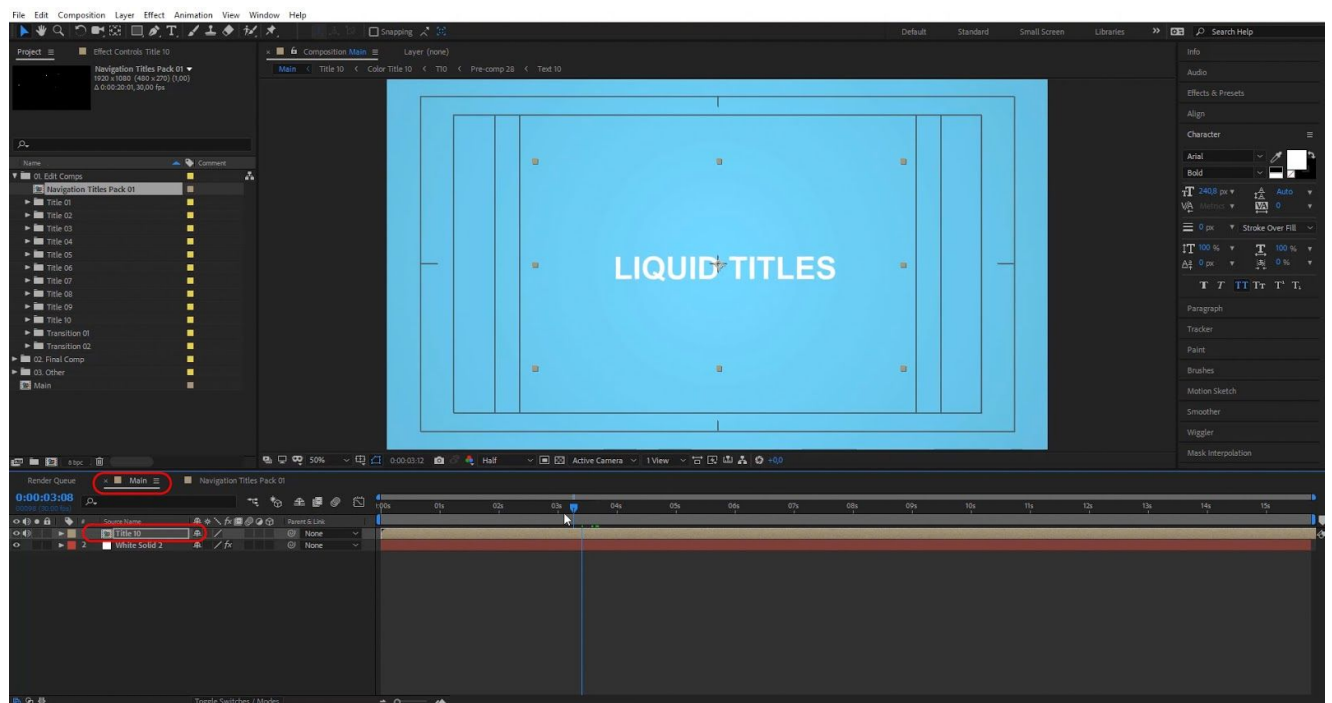 File Edit Composition Layer Effect Animation View Window Help
Snapping Default Standard Small Screen Libraries Search Help
Project Effect Controls Title 10 Composition Main Layer (none) Info
Main Title 10 Color Title 10 T10 Pre-comp 28 Text 10
Navigation Titles Pack 01
1920 x 1080 (480 x 270) (1,00)
Δ 0:00:20:01, 30,00 fps
Audio
Effects & Presets
Align
Character
Name Comment
Arial
Bold
01. Edit Comps
Navigation Titles Pack 01
Title 01
Title 02
Title 03
Title 04
Title 05
Title 06
Title 07
Title 08
Title 09
Title 10
Transition 01
Transition 02
02. Final Comp
03. Other
Main
LIQUID TITLES
240,8 px Auto
Metrics 0
0 px Stroke Over Fill
100 % 100 %
0 px 0 %
T T TT Tт T¹ T₁
Paragraph
Tracker
Paint
Brushes
Motion Sketch
Smoother
Wiggler
Mask Interpolation
8 bpc 50% 0:00:03:12 Half Active Camera 1 View +0,0
Render Queue Main Navigation Titles Pack 01
0:00:03:08
01s 02s 03s 04s 05s 06s 07s 08s 09s 10s 11s 12s 13s 14s 15s
# Source Name Parent & Link
Title 10 None
2 White Solid 2 None
Toggle Switches / Modes